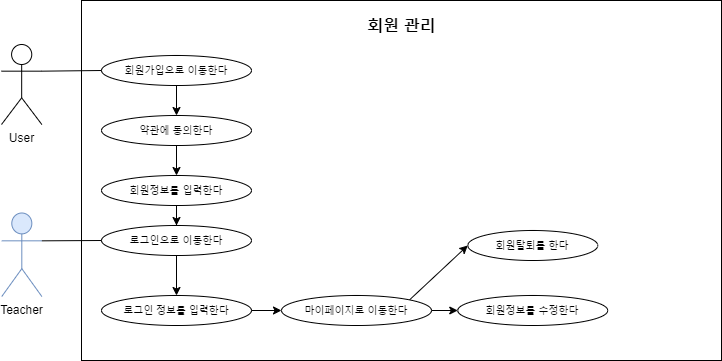 회원 관리
회원가입으로 이동한다
약관에 동의한다
User
회원정보를 입력한다
로그인으로 이동한다
회원탈퇴를 한다
Teacher
로그인 정보를 입력한다
마이페이지로 이동한다
회원정보를 수정한다